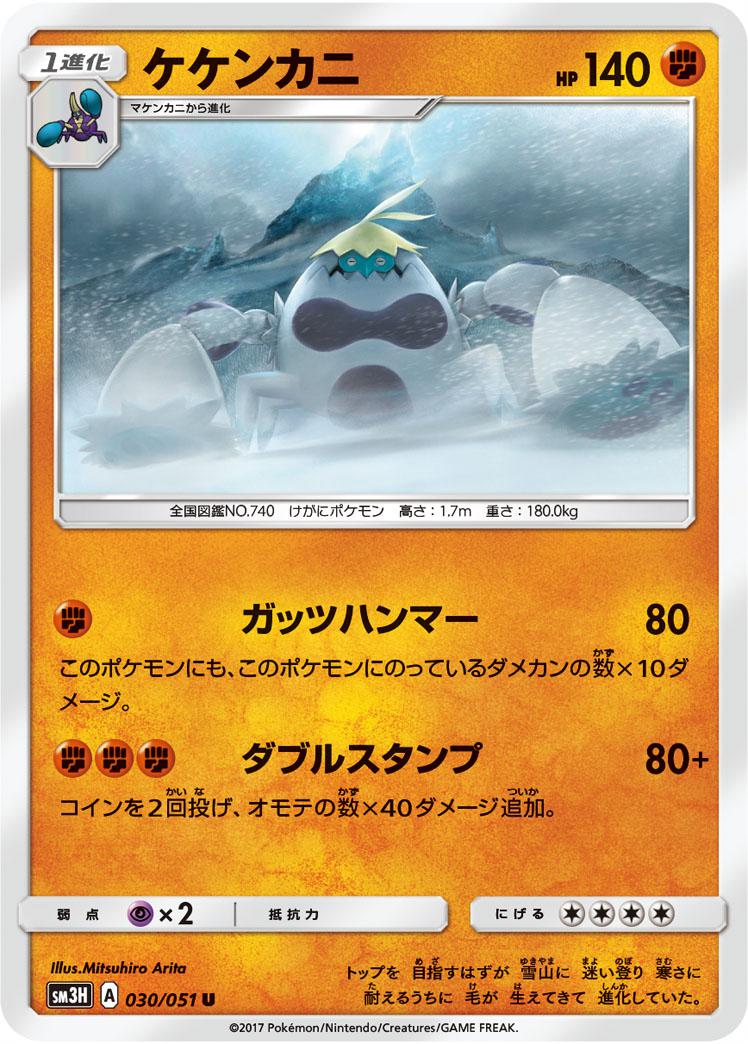 1進化
ケケンカニ
HP 140
マケンカニから進化
全国図鑑NO.740 けがにポケモン 高さ：1.7m 重さ：180.0kg
ガッツハンマー 80
このポケモンにも、このポケモンにのっているダメカンの数×10ダ
メージ。
ダブルスタンプ 80+
コインを2回投げ、オモテの数×40ダメージ追加。
弱点 ×2 抵抗力 にげる
Illus.Mitsuhiro Arita
SM3H A 030/051 U
トップを 目指すはずが 雪山に 迷い登り 寒さに
耐えるうちに 毛が 生えてきて 進化していた。
©2017 Pokémon/Nintendo/Creatures/GAME FREAK.